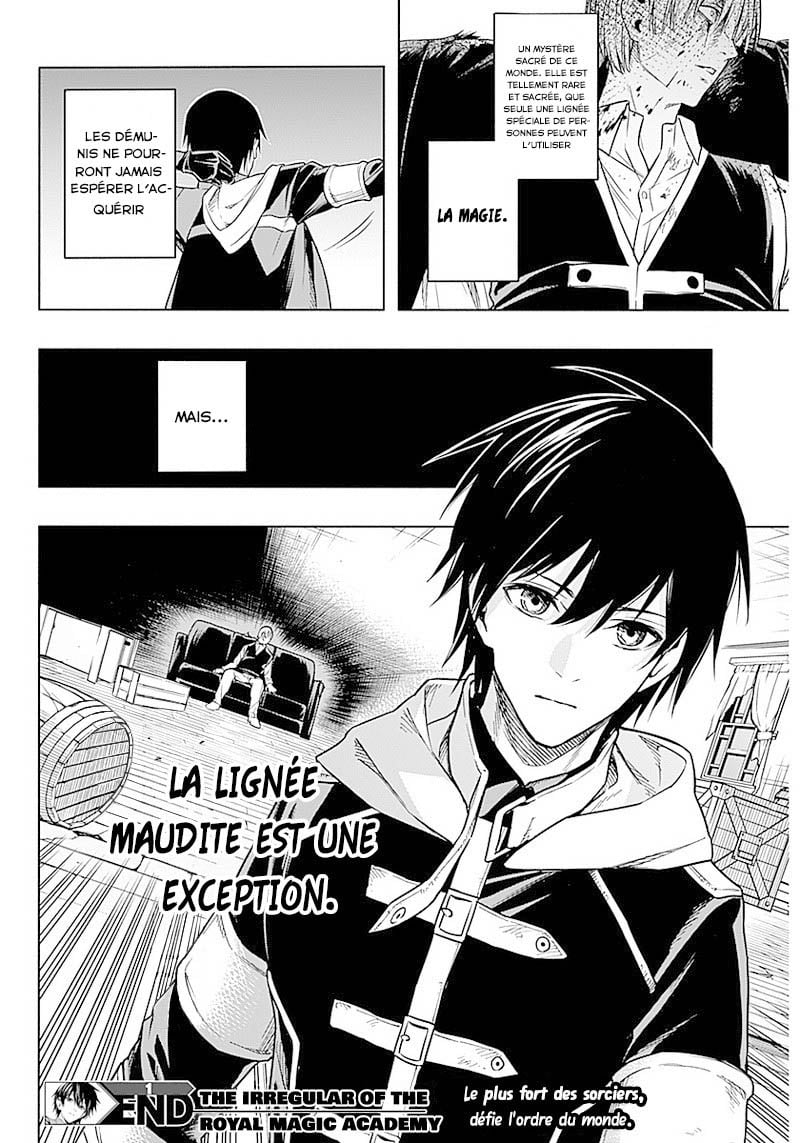 UN MYSTÈRE
SACRÉ DE CE
MONDE. ELLE EST
TELLEMENT RARE
ET SACRÉE, QUE
SEULE UNE LIGNÉE
SPÉCIALE DE PER-
SONNES PEUVENT
L'UTILISER
LA MAGIE.
LES DÉMU-
NIS NE POUR-
RONT JAMAIS
ESPÉRER L'AC-
QUÉRIR
MAIS...
LA LIGNÉE
MAUDITE EST UNE
EXCEPTION.
1
END
THE IRREGULAR OF THE
ROYAL MAGIC ACADEMY
Le plus fort des sorciers,
défie l'ordre du monde.